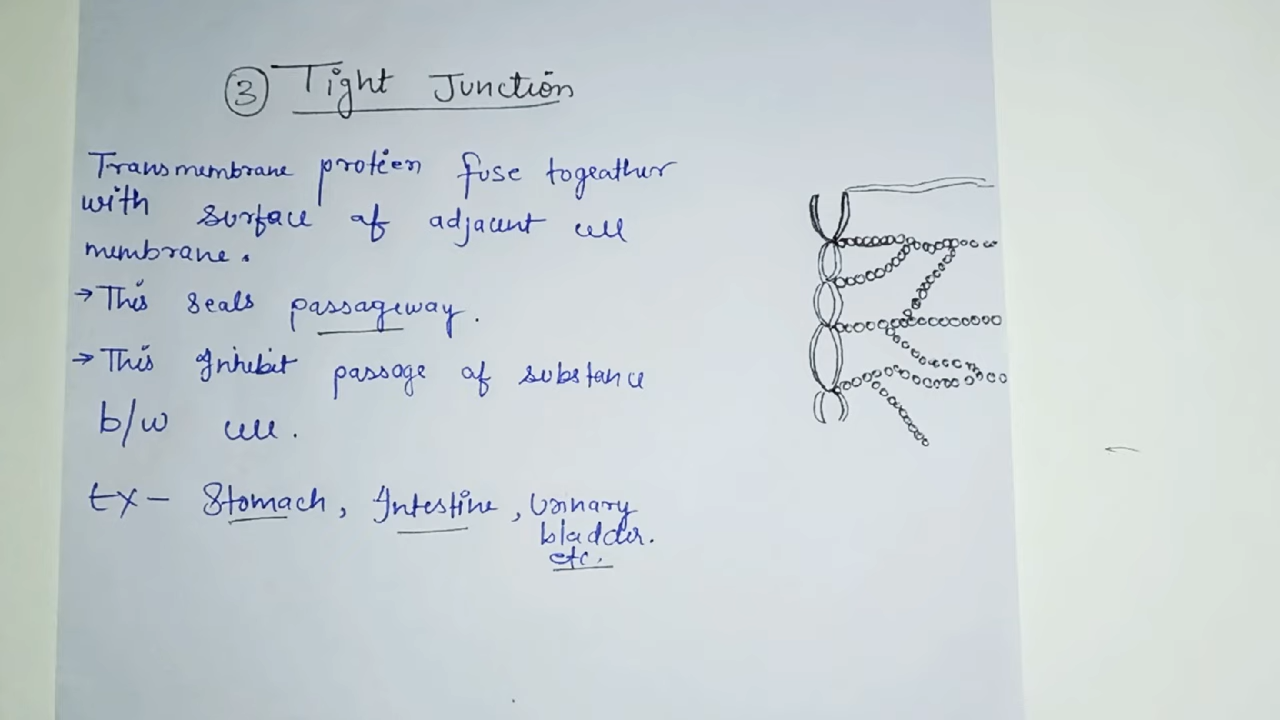 ③ Tight Junction
Transmembrane protien fuse togeather
with surface of adjacent cell
membrane.
→ This seals passageway.
→ This Inhibit passage of substance
b/w cell.
Ex - Stomach, Intestine, Urinary
bladder.
etc.